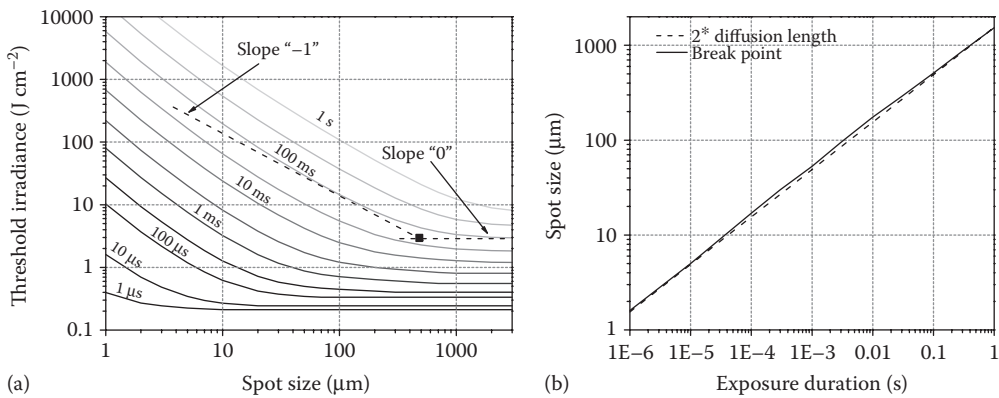 10000
1000
100
10
1
0.1
Threshold irradiance (J cm−2)
Slope “−1”
1 s
Slope “0”
100 ms
10 ms
1 ms
100 μs
10 μs
1 μs
1
10
100
1000
Spot size (μm)
(a)
1000
100
10
1
Spot size (μm)
2* diffusion length
Break point
1E−6
1E−5
1E−4
1E−3
0.01
0.1
1
Exposure duration (s)
(b)